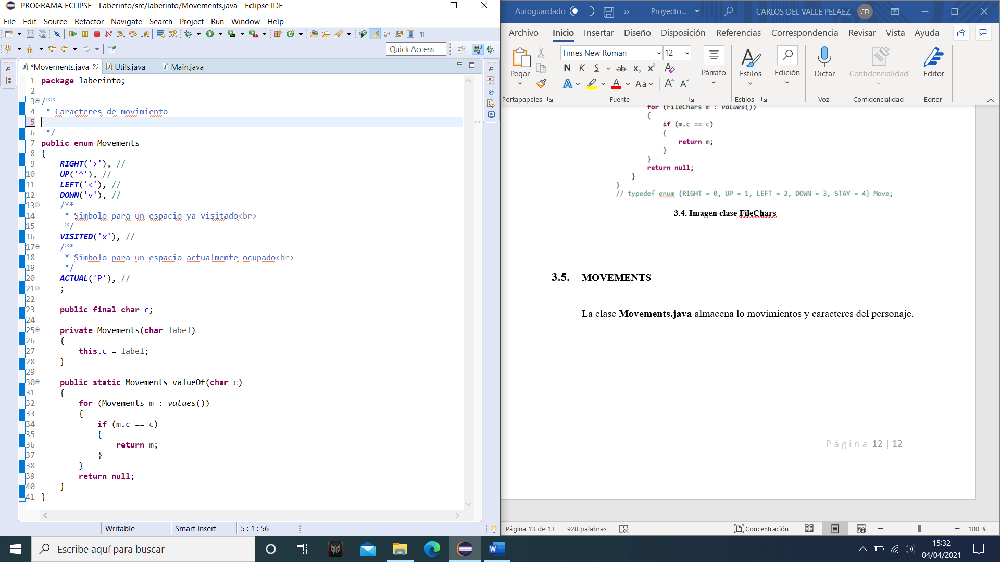 -PROGRAMA ECLIPSE - Laberinto/src/laberinto/Movements.java - Eclipse IDE
File Edit Source Refactor Navigate Search Project Run Window Help
Quick Access
*Movements.java Utils.java Main.java
1 package laberinto;
2
3 /**
4 * Caracteres de movimiento
5
6 */
7 public enum Movements
8 {
9 RIGHT('>'), //
10 UP('^'), //
11 LEFT('<'), //
12 DOWN('v'), //
13 /**
14 * Simbolo para un espacio ya visitado<br>
15 */
16 VISITED('x'), //
17 /**
18 * Simbolo para un espacio actualmente ocupado<br>
19 */
20 ACTUAL('P'), //
21 ;
22
23 public final char c;
24
25 private Movements(char label)
26 {
27 this.c = label;
28 }
29
30 public static Movements valueOf(char c)
31 {
32 for (Movements m : values())
33 {
34 if (m.c == c)
35 {
36 return m;
37 }
38 }
39 return null;
40 }
41 }
Writable Smart Insert 5 : 1 : 56
Autoguardado Proyecto... CARLOS DEL VALLE PELAEZ CD
Archivo Inicio Insertar Diseño Disposición Referencias Correspondencia Revisar Vista Ayuda
Times New Roman 12
N K S ab x2 x2
A A Aa A A
Pegar Párrafo Estilos Edición Dictar Confidencialidad Editor
Portapapeles Fuente Estilos Voz Confidencialidad Editor
for (FileChars m : values())
{
if (m.c == c)
{
return m;
}
}
return null;
}
}
// typedef enum {RIGHT = 0, UP = 1, LEFT = 2, DOWN = 3, STAY = 4} Move;
3.4. Imagen clase FileChars
3.5. MOVEMENTS
La clase Movements.java almacena lo movimientos y caracteres del personaje.
Página 12 | 12
Página 13 de 13 928 palabras Concentración 100 %
Escribe aquí para buscar
15:32
04/04/2021